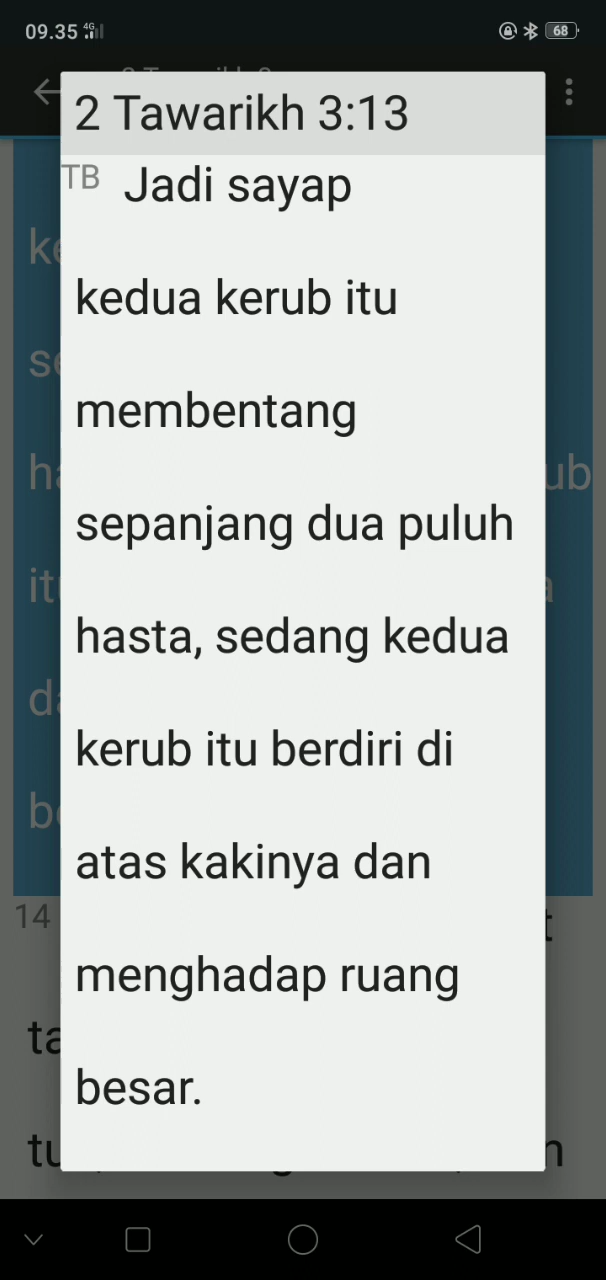 09.35 4G 68
2 Tawarikh 3:13
TB Jadi sayap
kedua kerub itu
membentang
sepanjang dua puluh
hasta, sedang kedua
kerub itu berdiri di
atas kakinya dan
menghadap ruang
besar.
14